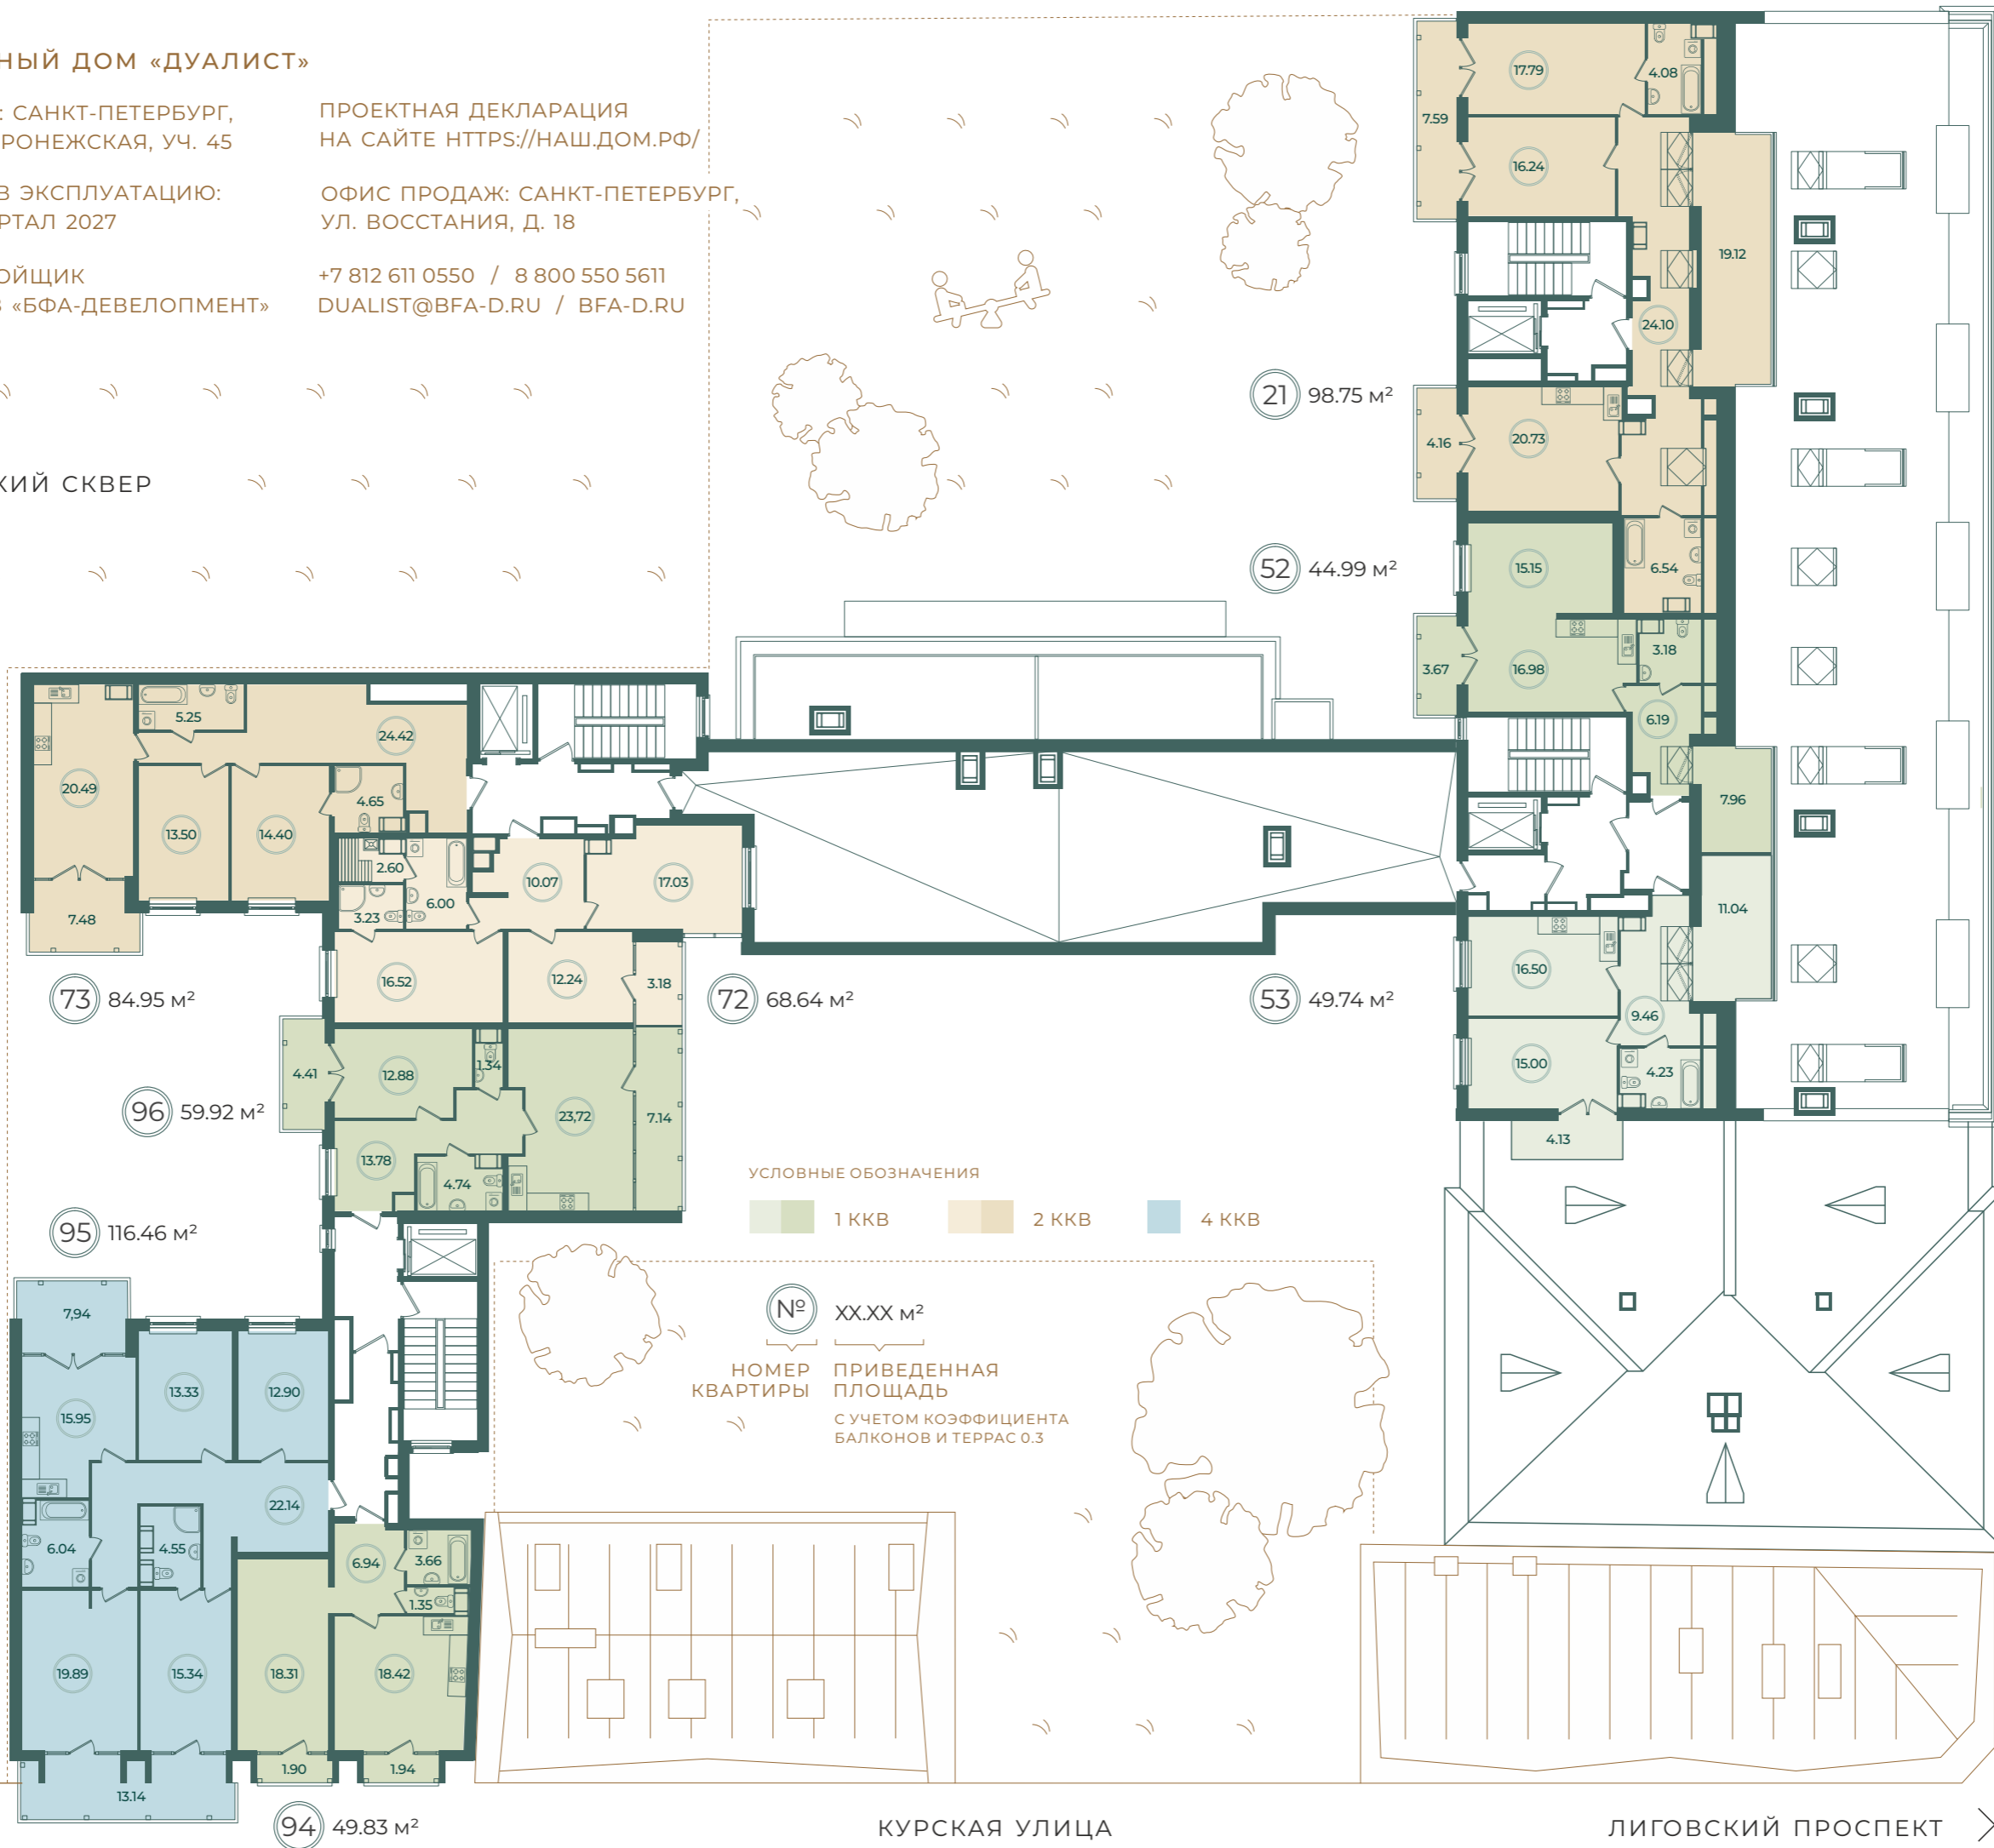 НЫЙ ДОМ «ДУАЛИСТ»
: САНКТ-ПЕТЕРБУРГ,
РОНЕЖСКАЯ, УЧ. 45
В ЭКСПЛУАТАЦИЮ:
РТАЛ 2027
ОЙЩИК
З «БФА-ДЕВЕЛОПМЕНТ»
ПРОЕКТНАЯ ДЕКЛАРАЦИЯ
НА САЙТЕ HTTPS://НАШ.ДОМ.РФ/
ОФИС ПРОДАЖ: САНКТ-ПЕТЕРБУРГ,
УЛ. ВОССТАНИЯ, Д. 18
+7 812 611 0550 / 8 800 550 5611
DUALIST@BFA-D.RU / BFA-D.RU
КИЙ СКВЕР
17.79
4.08
7.59
16.24
19.12
24.10
21 98.75 м²
4.16
20.73
6.54
52 44.99 м²
15.15
3.18
3.67
16.98
6.19
7.96
11.04
16.50
9.46
53 49.74 м²
15.00
4.23
4.13
5.25
24.42
20.49
4.65
13.50
14.40
7.48
73 84.95 м²
2.60
10.07
17.03
3.23
6.00
16.52
12.24
3.18
72 68.64 м²
4.41
12.88
1.34
23,72
7.14
96 59.92 м²
13.78
4.74
95 116.46 м²
7,94
13.33
12.90
15.95
22.14
6.04
4.55
19.89
15.34
13.14
6.94
3.66
1.35
18.31
18.42
1.90
1.94
94 49.83 м²
УСЛОВНЫЕ ОБОЗНАЧЕНИЯ
1 ККВ
2 ККВ
4 ККВ
№ XX.XX м²
НОМЕР
КВАРТИРЫ
ПРИВЕДЕННАЯ
ПЛОЩАДЬ
С УЧЕТОМ КОЭФФИЦИЕНТА
БАЛКОНОВ И ТЕРРАС 0.3
КУРСКАЯ УЛИЦА
ЛИГОВСКИЙ ПРОСПЕКТ